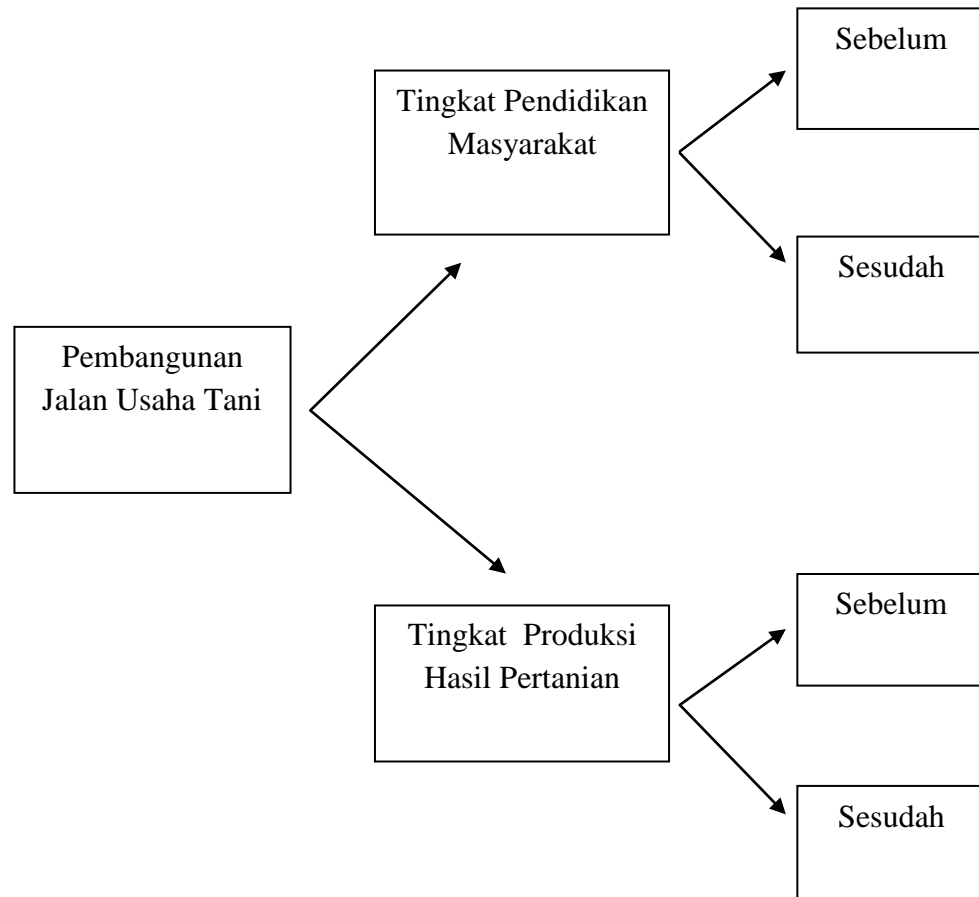 Sebelum
Tingkat Pendidikan
Masyarakat
Sesudah
Pembangunan
Jalan Usaha Tani
Sebelum
Tingkat Produksi
Hasil Pertanian
Sesudah